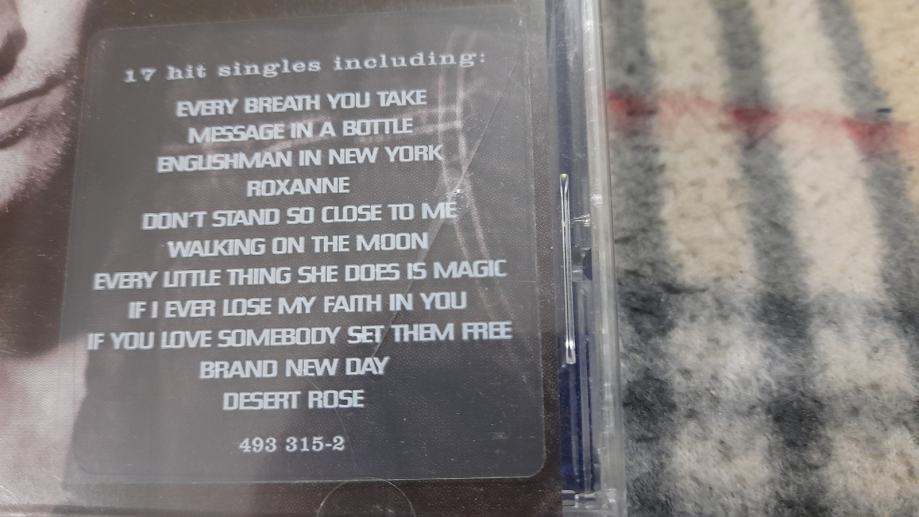 17 hit singles including:
EVERY BREATH YOU TAKE
MESSAGE IN A BOTTLE
ENGLISHMAN IN NEW YORK
ROXANNE
DON'T STAND SO CLOSE TO ME
WALKING ON THE MOON
EVERY LITTLE THING SHE DOES IS MAGIC
IF I EVER LOSE MY FAITH IN YOU
IF YOU LOVE SOMEBODY SET THEM FREE
BRAND NEW DAY
DESERT ROSE
493 315-2